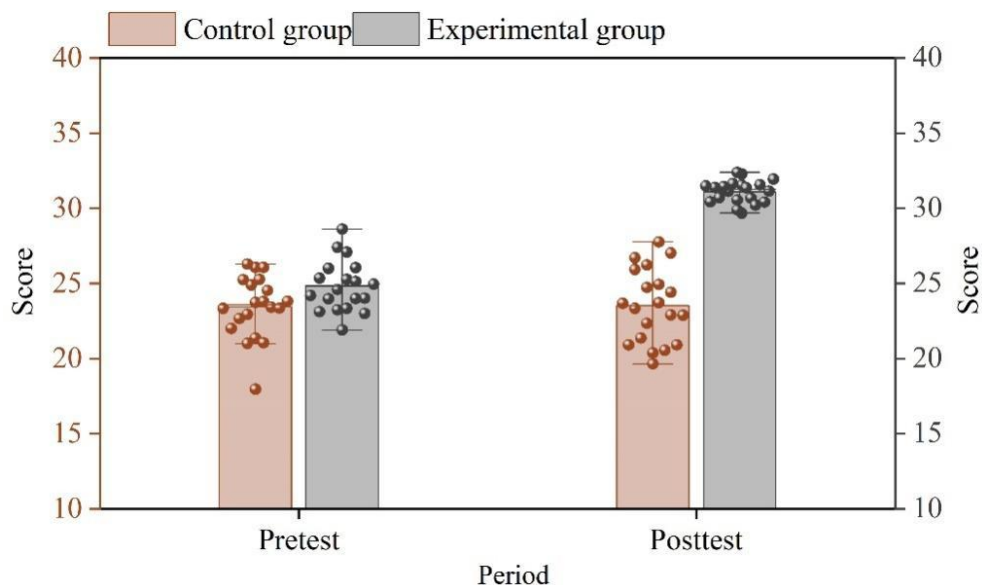 Control group Experimental group
40 40
35 35
30 30
25 25
20 20
15 15
10 10
Score Score
Pretest Posttest
Period